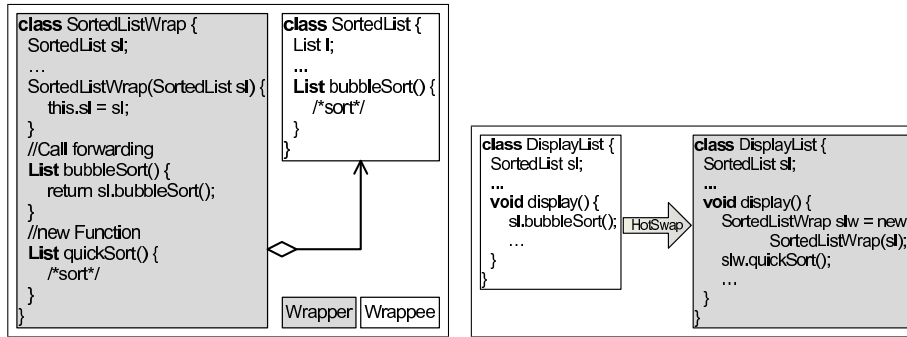 class SortedListWrap {
SortedList sl;
...
SortedListWrap(SortedList sl) {
this.sl = sl;
}
//Call forwarding
List bubbleSort() {
return sl.bubbleSort();
}
//new Function
List quickSort() {
/*sort*/
}
}
class SortedList {
List l;
...
List bubbleSort() {
/*sort*/
}
}
Wrapper
Wrappee
class DisplayList {
SortedList sl;
...
void display() {
sl.bubbleSort();
...
}
}
HotSwap
class DisplayList {
SortedList sl;
...
void display() {
SortedListWrap slw = new
SortedListWrap(sl);
slw.quickSort();
...
}
}